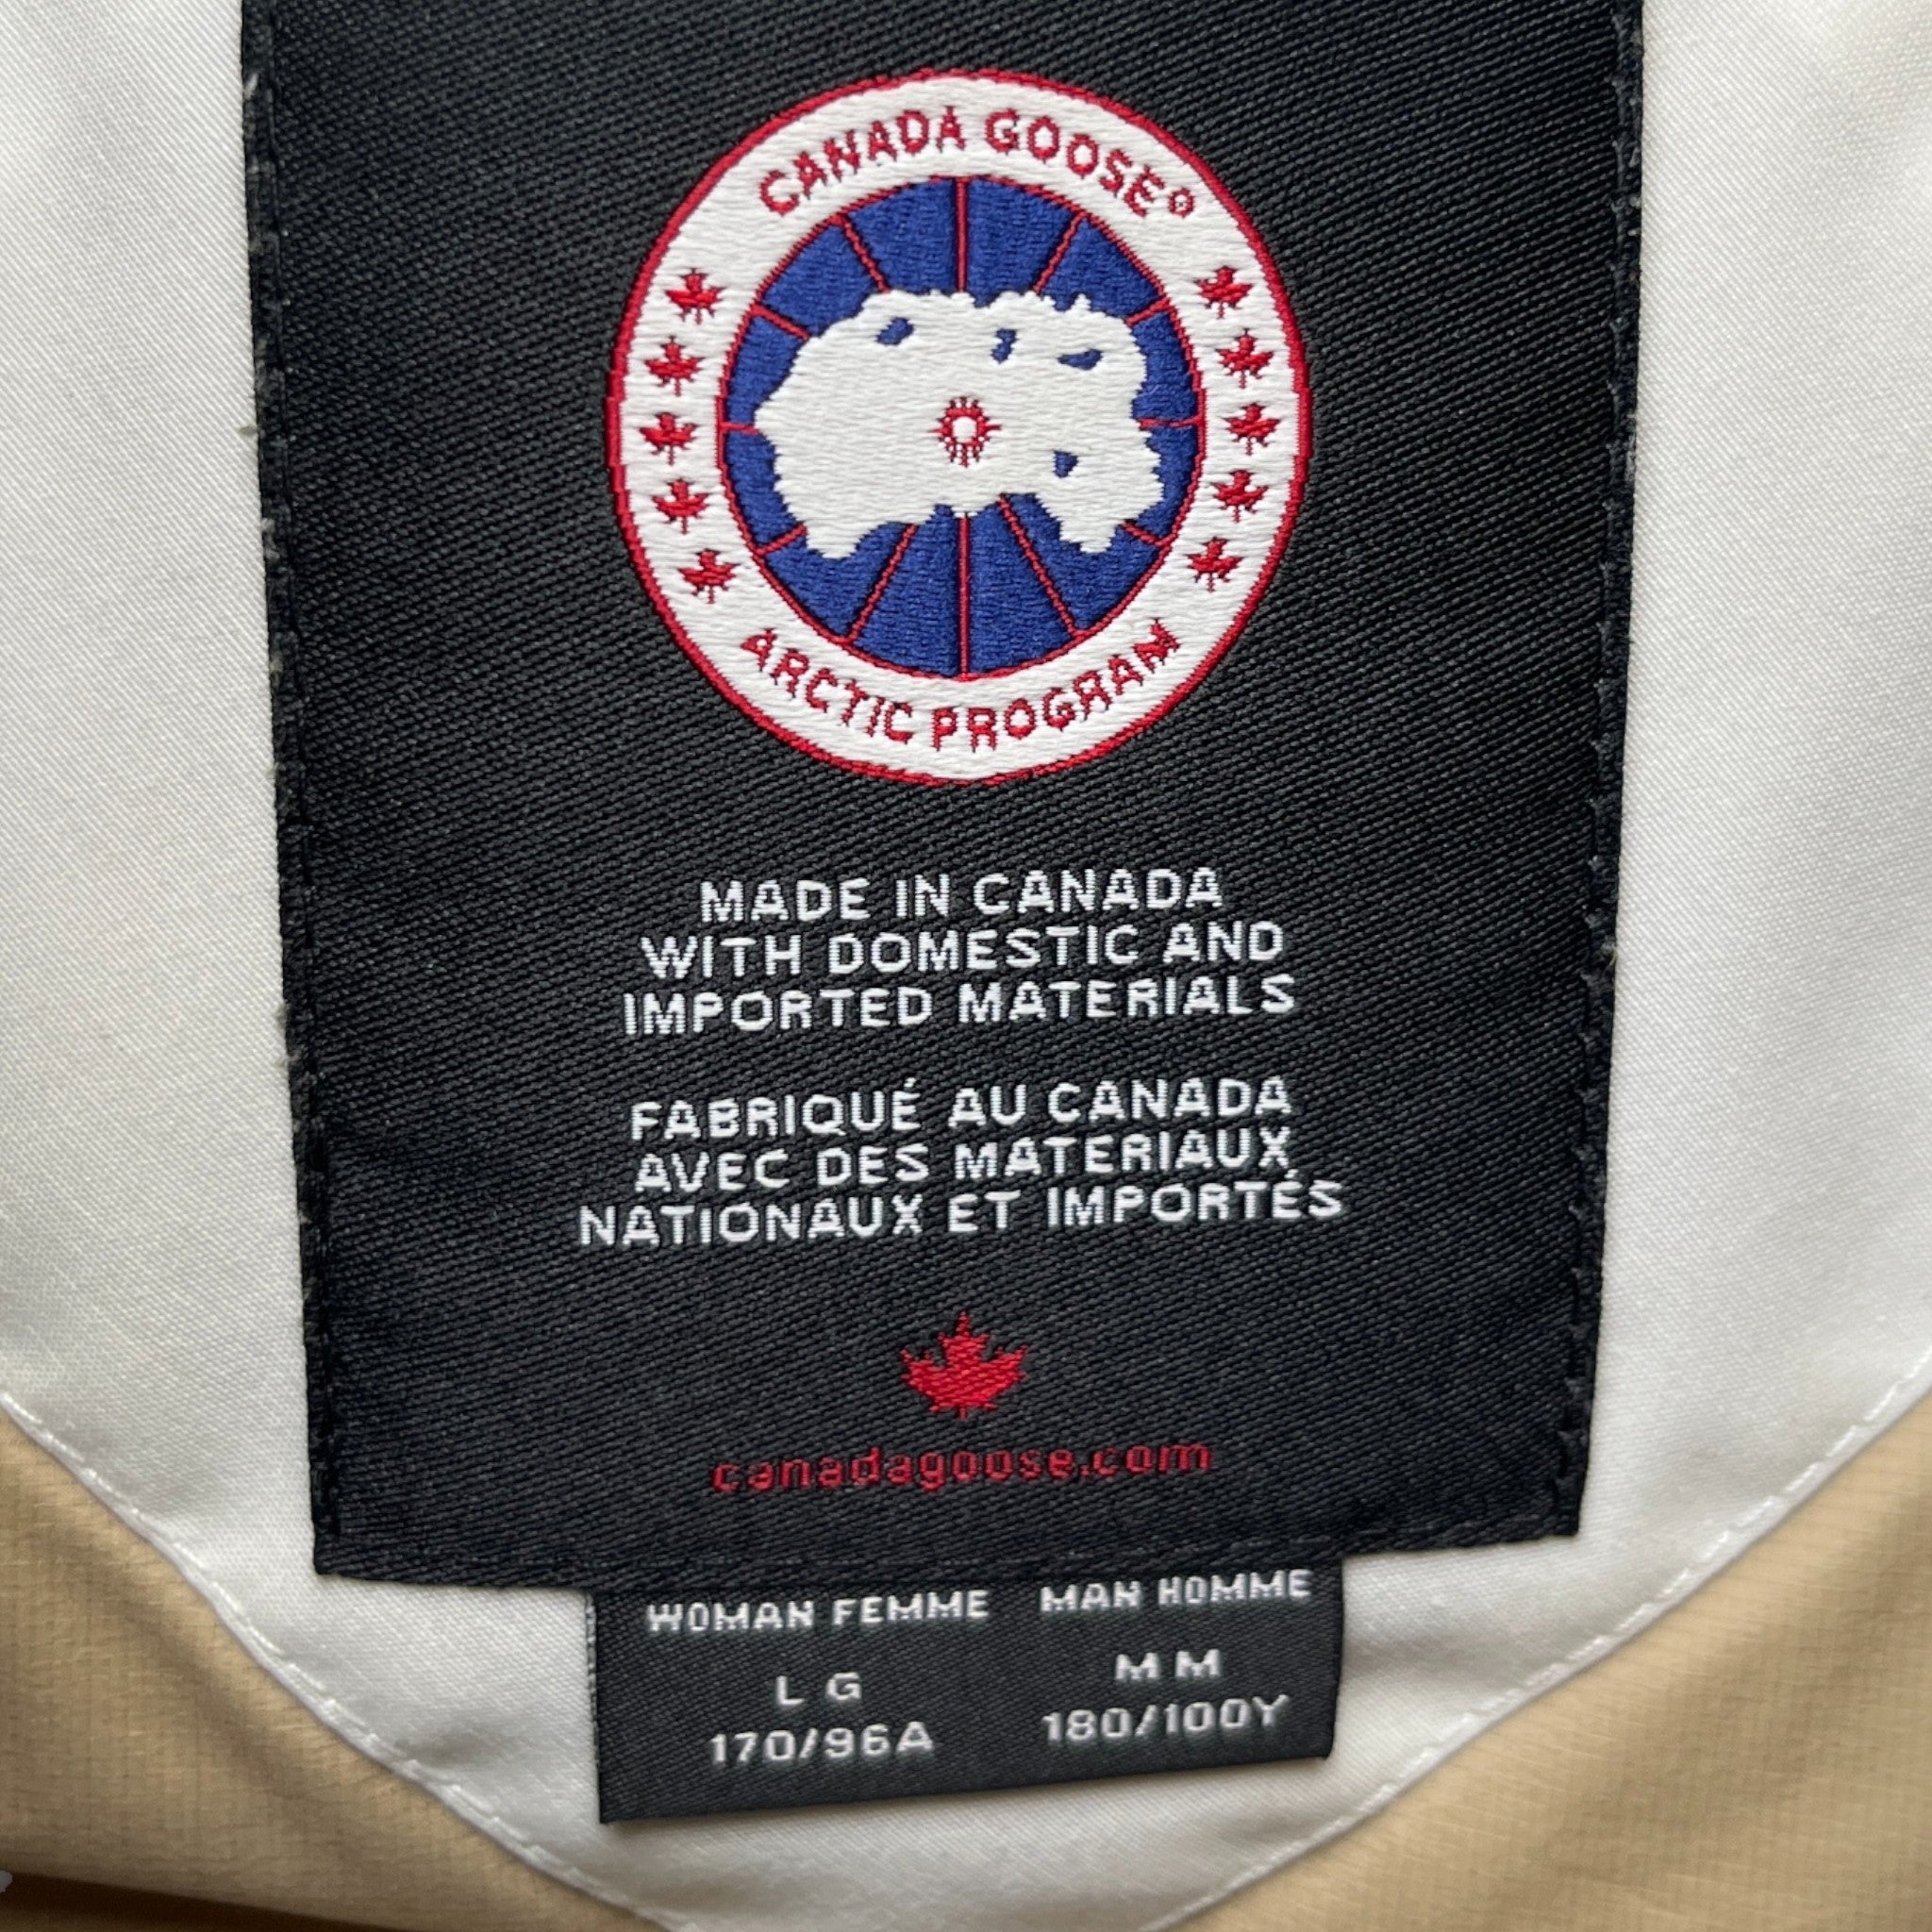 CANADA GOOSE®
ARCTIC PROGRAM
MADE IN CANADA
WITH DOMESTIC AND
IMPORTED MATERIALS
FABRIQUÉ AU CANADA
AVEC DES MATERIAUX
NATIONAUX ET IMPORTÉS
canadagoose.com
WOMAN FEMME MAN HOMME
L G M M
170/96A 180/100Y